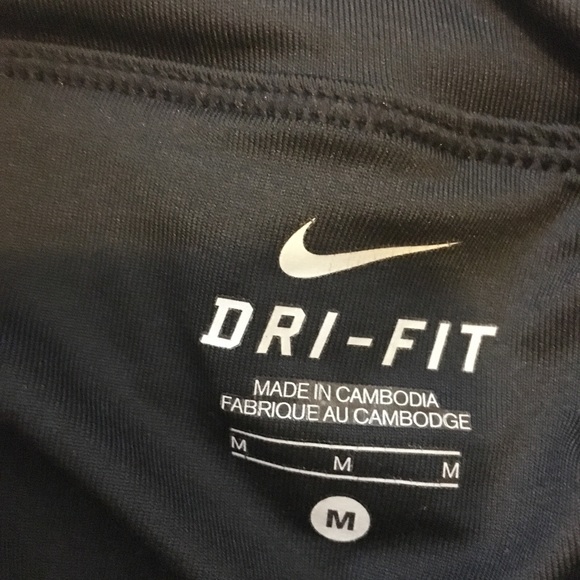 DRI-FIT
MADE IN CAMBODIA
FABRIQUE AU CAMBODGE
M M M
M